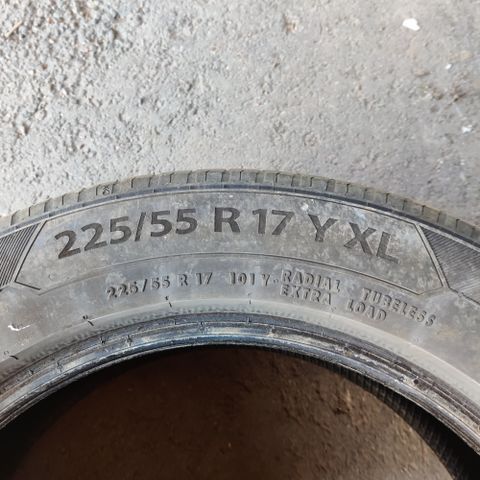 225/55 R 17 Y XL
225/55 R 17 101 Y RADIAL TUBELESS
EXTRA LOAD